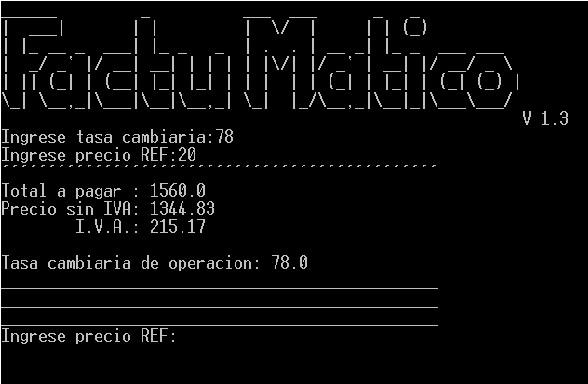 FactuMatico
V 1.3
Ingrese tasa cambiaria:78
Ingrese precio REF:20
Total a pagar : 1560.0
Precio sin IVA: 1344.83
I.V.A.: 215.17
Tasa cambiaria de operacion: 78.0
Ingrese precio REF: